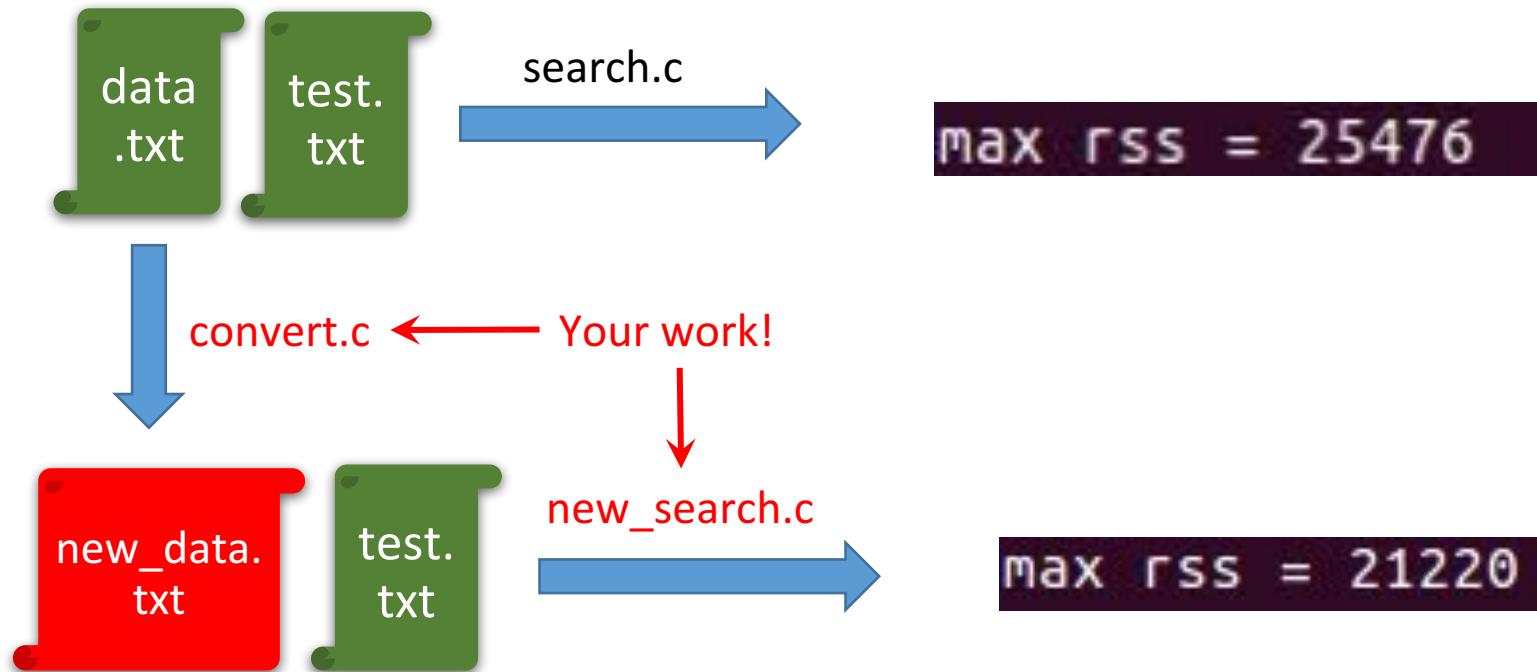 data
.txt
test.
txt
search.c
max rss = 25476
convert.c
Your work!
new_data.
txt
test.
txt
new_search.c
max rss = 21220